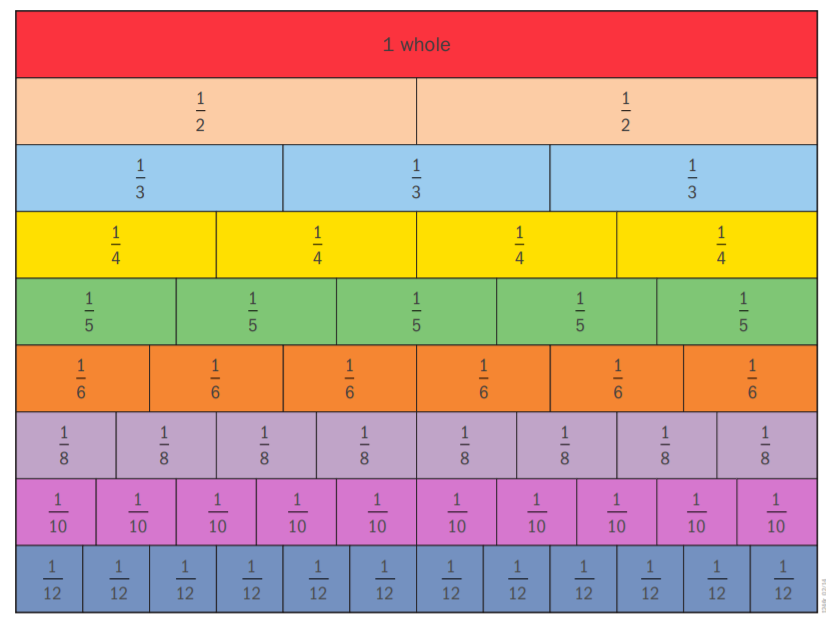 1 whole
1/2 1/2
1/3 1/3 1/3
1/4 1/4 1/4 1/4
1/5 1/5 1/5 1/5 1/5
1/6 1/6 1/6 1/6 1/6 1/6
1/8 1/8 1/8 1/8 1/8 1/8 1/8 1/8
1/10 1/10 1/10 1/10 1/10 1/10 1/10 1/10 1/10 1/10
1/12 1/12 1/12 1/12 1/12 1/12 1/12 1/12 1/12 1/12 1/12 1/12